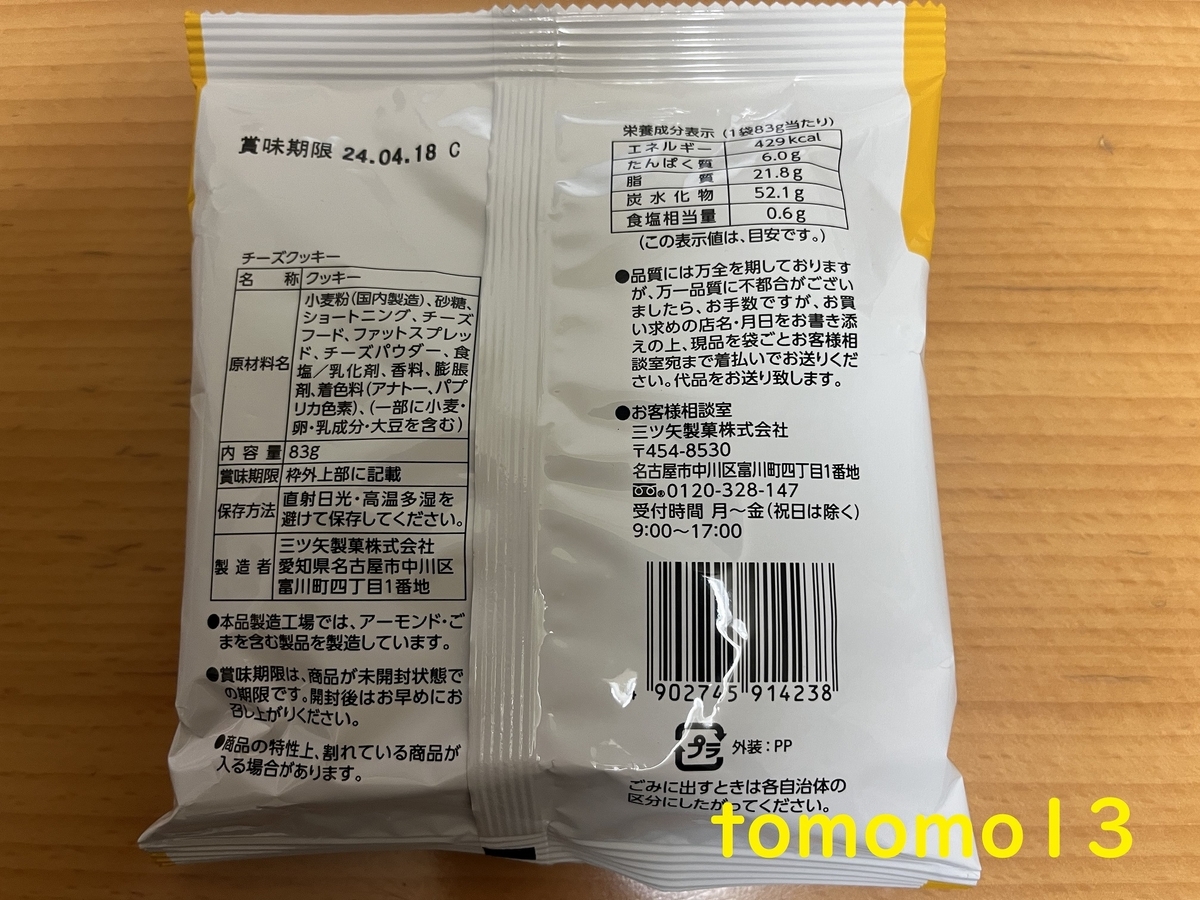 賞味期限 24.04.18 C
チーズクッキー
名称 クッキー
原材料名
小麦粉(国内製造)、砂糖、
ショートニング、チーズ
フード、ファットスプレッ
ド、チーズパウダー、食
塩/乳化剤、香料、膨脹
剤、着色料(アナトー、パプ
リカ色素)、(一部に小麦・
卵・乳成分・大豆を含む)
内容量 83g
賞味期限 枠外上部に記載
保存方法
直射日光・高温多湿を
避けて保存してください。
製造者
三ツ矢製菓株式会社
愛知県名古屋市中川区
富川町四丁目1番地
●本品製造工場では、アーモンド・ご
まを含む製品を製造しています。
●賞味期限は、商品が未開封状態で
の期限です。開封後はお早めにお
召し上がりください。
●商品の特性上、割れている商品が
入る場合があります。
栄養成分表示 (1袋83g当たり)
エネルギー 429kcal
たんぱく質 6.0g
脂質 21.8g
炭水化物 52.1g
食塩相当量 0.6g
(この表示値は、目安です。)
●品質には万全を期しております
が、万一品質に不都合がござい
ましたら、お手数ですが、お買
い求めの店名・月日をお書き添
えの上、現品を袋ごとお客様相
談室宛まで着払いでお送りくだ
さい。代品をお送り致します。
●お客様相談室
三ツ矢製菓株式会社
〒454-8530
名古屋市中川区富川町四丁目1番地
0120-328-147
受付時間 月〜金(祝日は除く)
9:00〜17:00
4 902745 914238
プラ 外装:PP
ごみに出すときは各自治体の
区分にしたがってください。
tomomo13